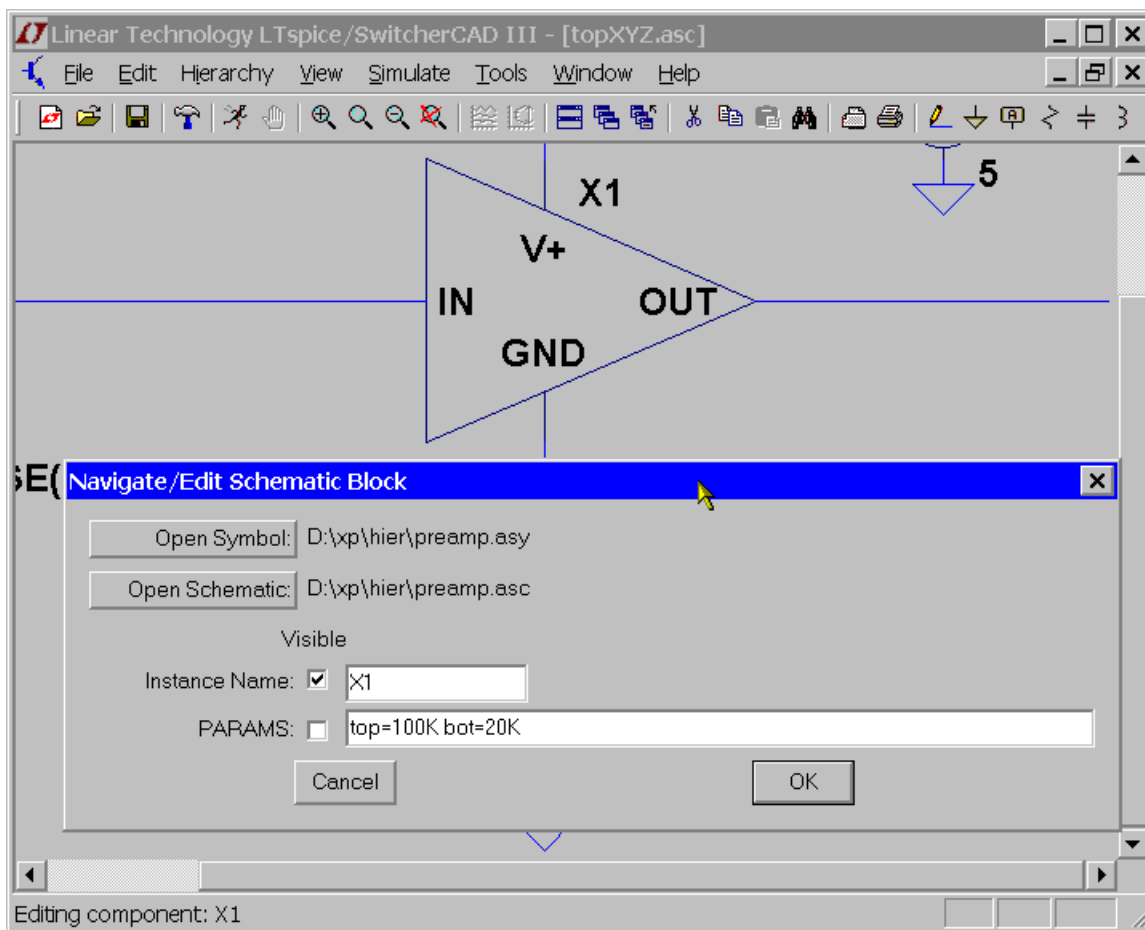 Linear Technology LTspice/SwitcherCAD III - [topXYZ.asc]
File Edit Hierarchy View Simulate Tools Window Help
X1
5
V+
IN
OUT
GND
SE(
Navigate/Edit Schematic Block
Open Symbol: D:\xp\hier\preamp.asy
Open Schematic: D:\xp\hier\preamp.asc
Visible
Instance Name: X1
PARAMS: top=100K bot=20K
Cancel OK
Editing component: X1